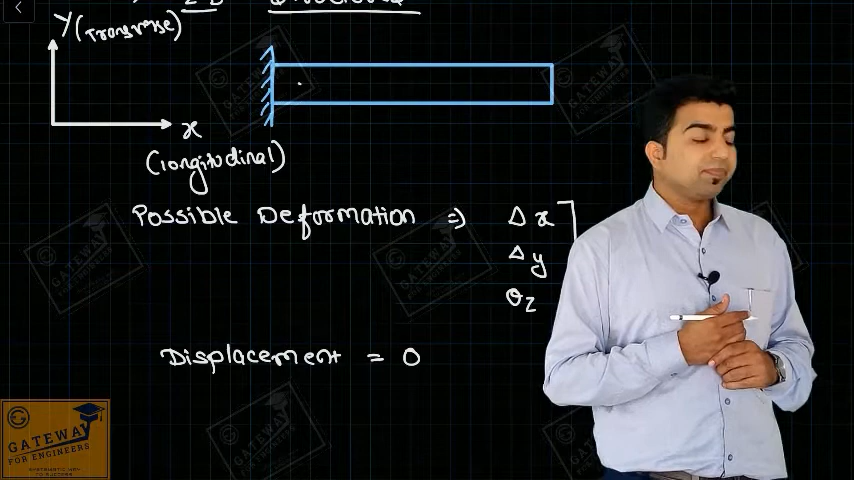 Y (Transverse)
x
(longitudinal)
Possible Deformation ⇒ Δx
Δy
θz
Displacement = 0
GATEWAY
FOR ENGINEERS